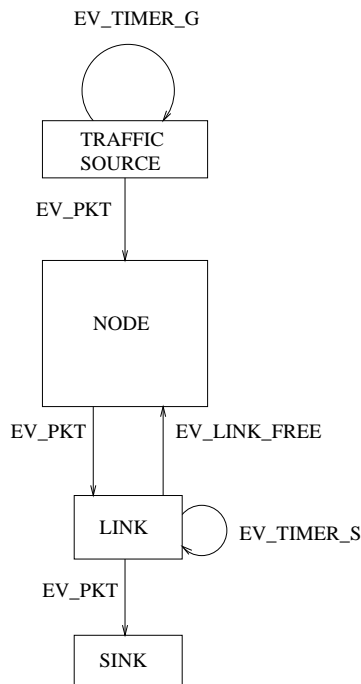 EV_TIMER_G
TRAFFIC
SOURCE
EV_PKT
NODE
EV_PKT
EV_LINK_FREE
LINK
EV_TIMER_S
EV_PKT
SINK